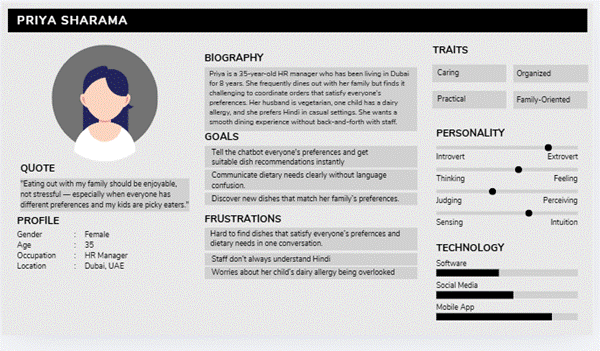 PRIYA SHARAMA
QUOTE
"Eating out with my family should be enjoyable,
not stressful — especially when everyone has
different preferences and my kids are picky eaters."
PROFILE
Gender : Female
Age : 35
Occupation : HR Manager
Location : Dubai, UAE
BIOGRAPHY
Priya is a 35-year-old HR manager who has been living in Dubai
for 8 years. She frequently dines out with her family but finds it
challenging to coordinate orders that satisfy everyone's
preferences. Her husband is vegetarian, one child has a dairy
allergy, and she prefers Hindi in casual settings. She wants a
smooth dining experience without back-and-forth with staff.
GOALS
Tell the chatbot everyone's preferences and get
suitable dish recommendations instantly
Communicate dietary needs clearly without language
confusion.
Discover new dishes that match her family's preferences.
FRUSTRATIONS
Hard to find dishes that satisfy everyone's prefernces and
dietary needs in one conversation.
Staff don't always understand Hindi
Worries about her child's dairy allergy being overlooked
TRAITS
Caring
Organized
Practical
Family-Oriented
PERSONALITY
Introvert Extrovert
Thinking Feeling
Judging Perceiving
Sensing Intuition
TECHNOLOGY
Software
Social Media
Mobile App